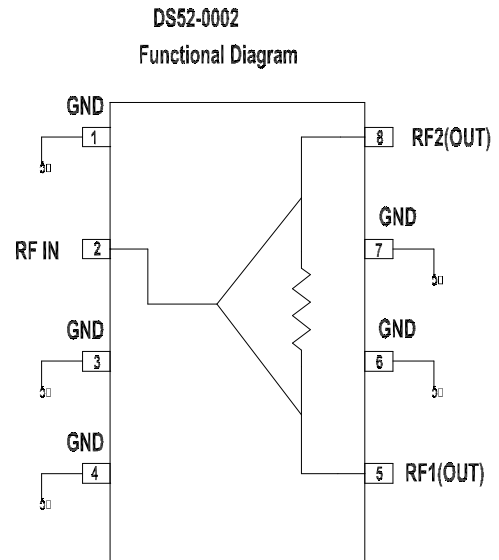 DS52-0002
Functional Diagram
GND
1
8
RF2(OUT)
GND
RF IN
2
7
GND
GND
3
6
GND
4
5
RF1(OUT)